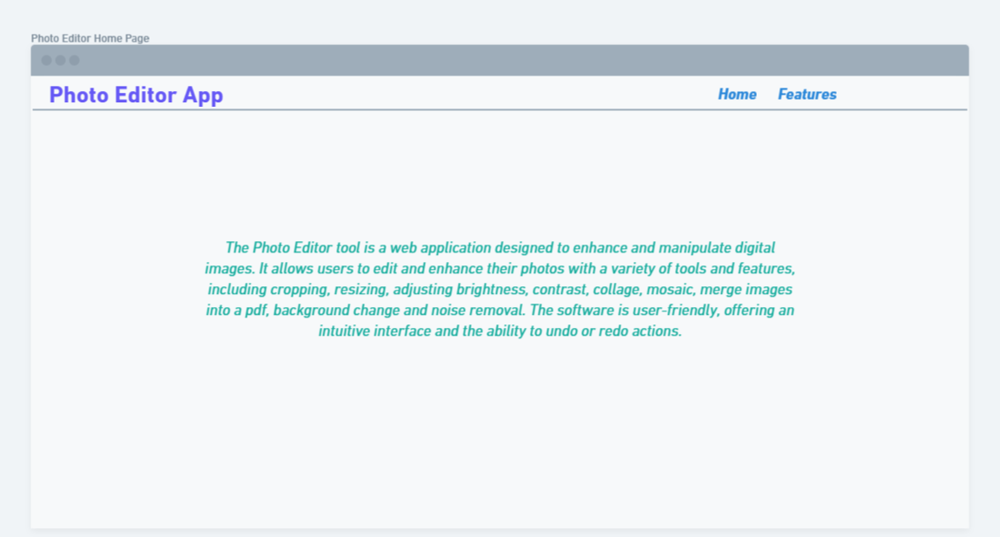 Photo Editor Home Page
Photo Editor App
Home Features
The Photo Editor tool is a web application designed to enhance and manipulate digital
images. It allows users to edit and enhance their photos with a variety of tools and features,
including cropping, resizing, adjusting brightness, contrast, collage, mosaic, merge images
into a pdf, background change and noise removal. The software is user-friendly, offering an
intuitive interface and the ability to undo or redo actions.